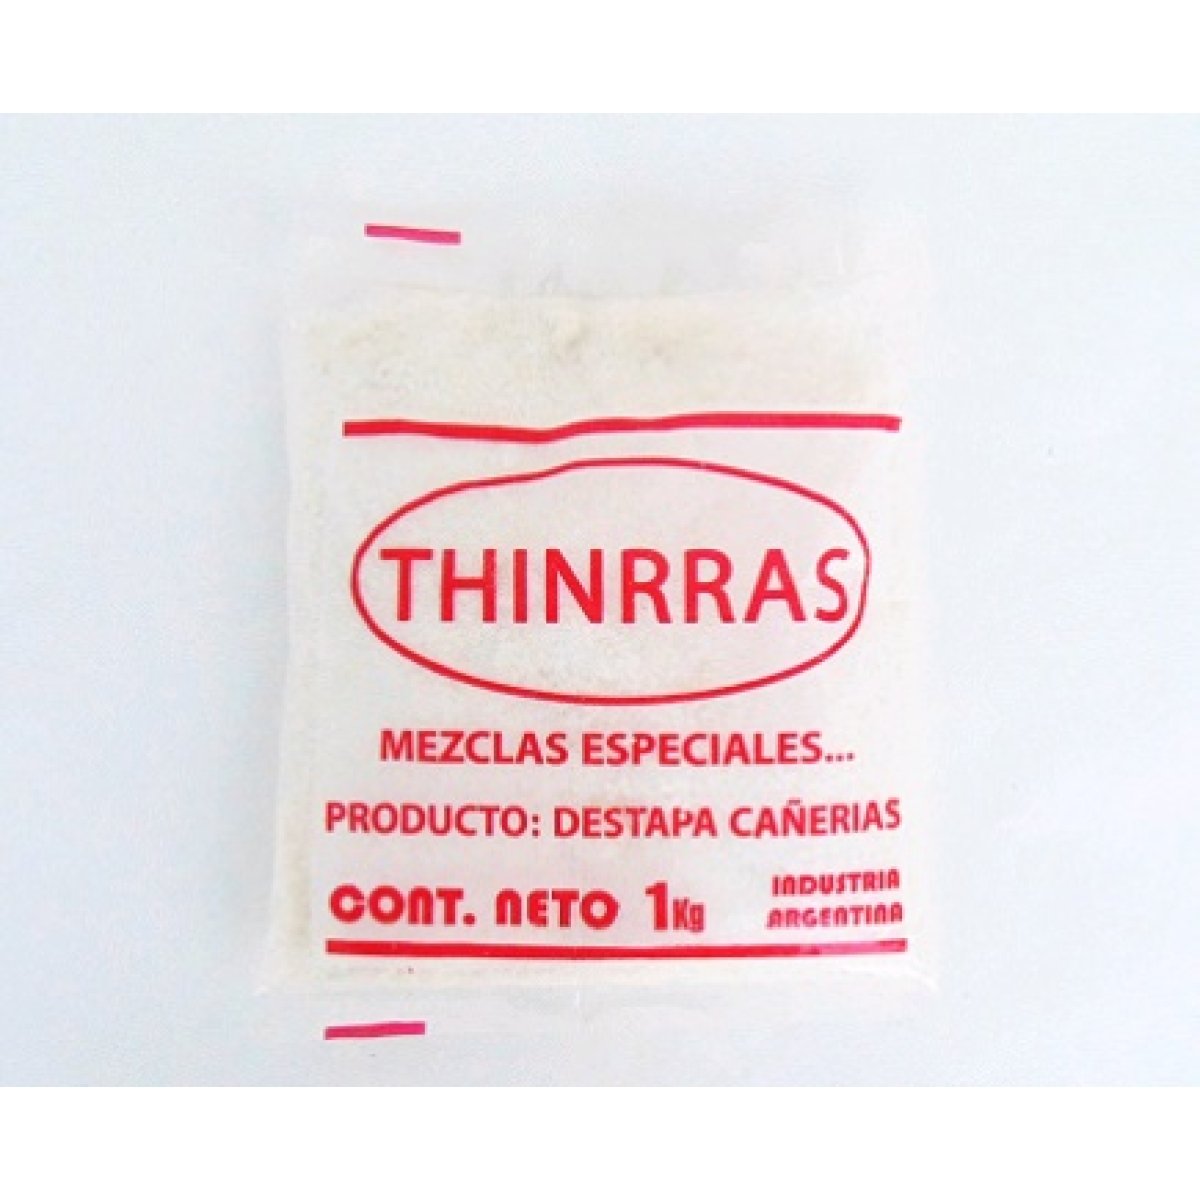 THINRRAS
MEZCLAS ESPECIALES...
PRODUCTO: DESTAPA CAÑERIAS
CONT. NETO 1Kg
INDUSTRIA
ARGENTINA